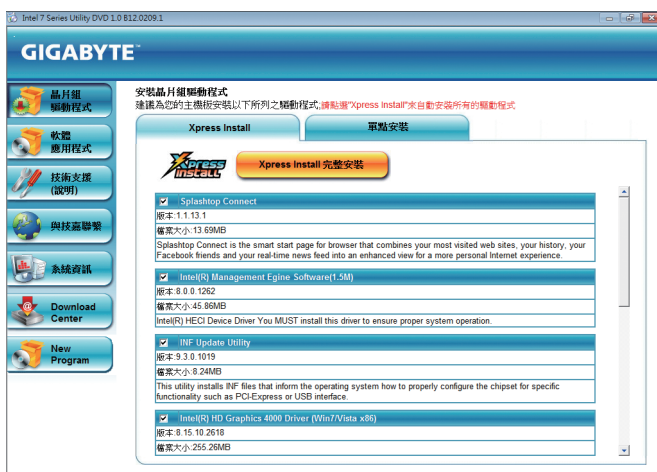 Intel 7 Series Utility DVD 1.0 B12.0209.1
GIGABYTE™
晶片組
驅動程式
軟體
應用程式
技術支援
(說明)
與技嘉聯繫
系統資訊
Download
Center
New
Program
安裝晶片組驅動程式
建議為您的主機板安裝以下所列之驅動程式;請點選"Xpress Install"來自動安裝所有的驅動程式
Xpress Install
單點安裝
Xpress
INSTALL
Xpress Install 完整安裝
Splashtop Connect
版本:1.1.13.1
檔案大小:13.69MB
Splashtop Connect is the smart start page for browser that combines your most visited web sites, your history, your
Facebook friends and your real-time news feed into an enhanced view for a more personal Internet experience.
Intel(R) Management Egine Software(1.5M)
版本:8.0.0.1262
檔案大小:45.86MB
Intel(R) HECI Device Driver You MUST install this driver to ensure proper system operation.
INF Update Utility
版本:9.3.0.1019
檔案大小:8.24MB
This utility installs INF files that inform the operating system how to properly configure the chipset for specific
functionality such as PCI-Express or USB interface.
Intel(R) HD Graphics 4000 Driver (Win7/Vista x86)
版本:8.15.10.2618
檔案大小:255.26MB